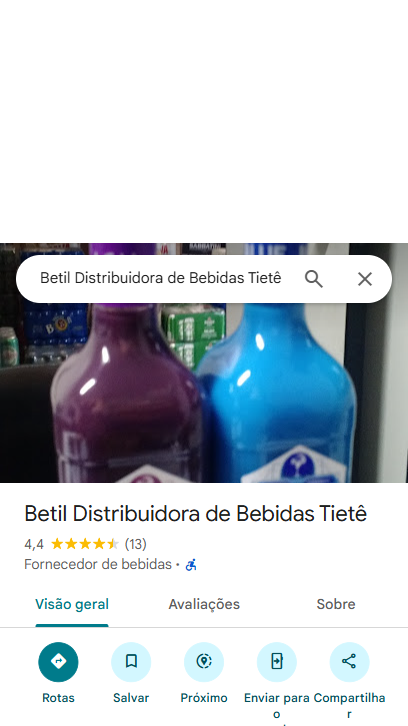 Betil Distribuidora de Bebidas Tietê
Betil Distribuidora de Bebidas Tietê
4,4 (13)
Fornecedor de bebidas ·
Visão geral Avaliações Sobre
Rotas Salvar Próximo Enviar para Compartilha
o r